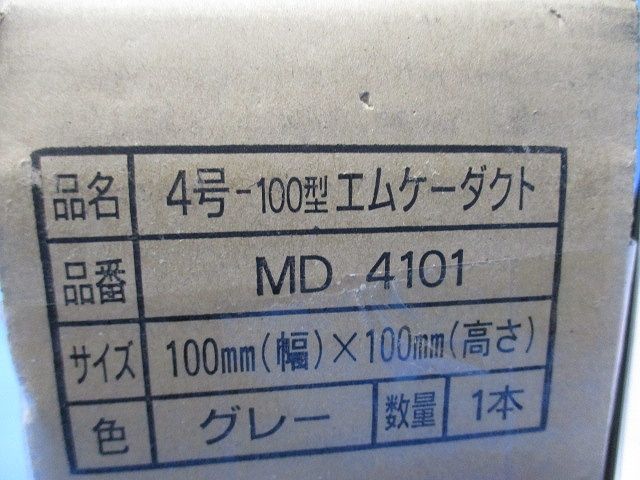 品名 4号-100型エムケーダクト
品番 MD 4101
サイズ 100mm(幅)×100mm(高さ)
色 グレー 数量 1本